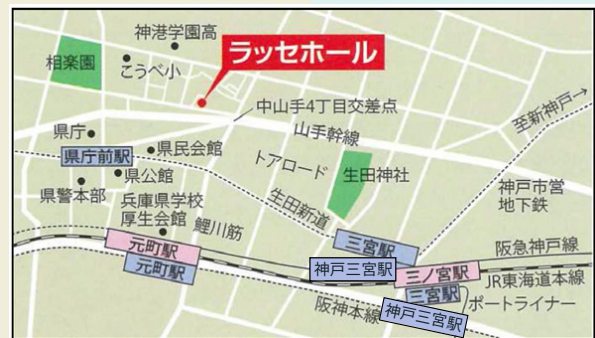 神港学園高
ラッセホール
相楽園
こうべ小
中山手4丁目交差点
至新神戸→
県庁
山手幹線
県民会館
県庁前駅
トアロード
生田神社
県公館
神戸市営
地下鉄
県警本部
兵庫県学校
厚生会館
鯉川筋
生田新道
元町駅
三宮駅
阪急神戸線
元町駅
神戸三宮駅
三ノ宮駅
JR東海道本線
三宮駅
ポートライナー
阪神本線
神戸三宮駅